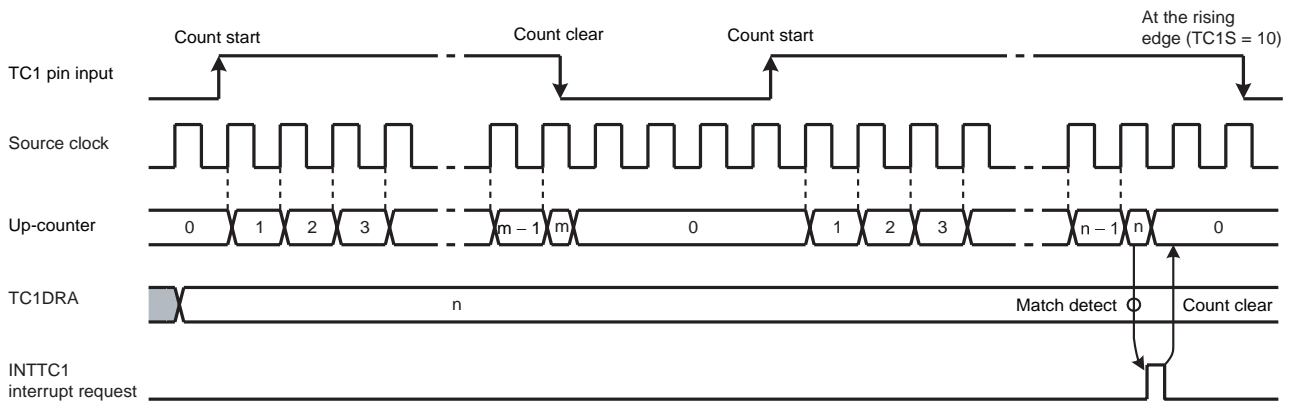 At the rising
edge (TC1S = 10)
Count start
Count clear
Count start
TC1 pin input
Source clock
Up-counter
0 1 2 3 m – 1 m 0 1 2 3 n – 1 n 0
TC1DRA
n
Match detect
Count clear
INTTC1
interrupt request